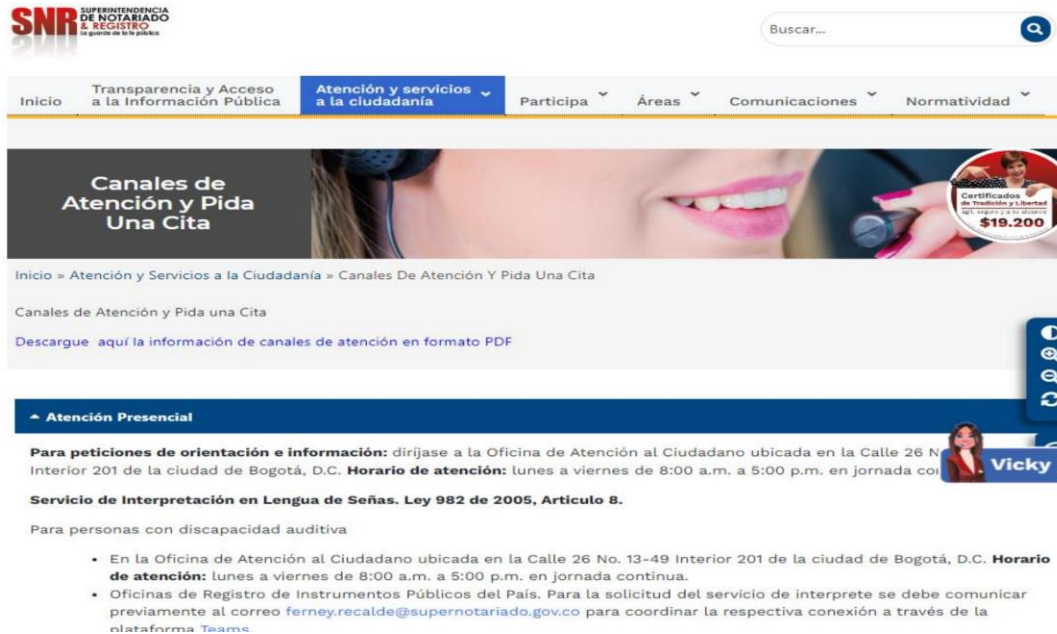 SNR SUPERINTENDENCIA
DE NOTARIADO
& REGISTRO
La guarda de la fe pública
Buscar...
Inicio
Transparencia y Acceso
a la Información Pública
Atención y servicios
a la ciudadanía
Participa
Áreas
Comunicaciones
Normatividad
Canales de
Atención y Pida
Una Cita
Certificados
de Tradición y Libertad
ágil, seguro y a tu alcance
$19.200
Inicio » Atención y Servicios a la Ciudadanía » Canales De Atención Y Pida Una Cita
Canales de Atención y Pida una Cita
Descargue aquí la información de canales de atención en formato PDF
Atención Presencial
Para peticiones de orientación e información: diríjase a la Oficina de Atención al Ciudadano ubicada en la Calle 26 N
Interior 201 de la ciudad de Bogotá, D.C. Horario de atención: lunes a viernes de 8:00 a.m. a 5:00 p.m. en jornada
Vicky
Servicio de Interpretación en Lengua de Señas. Ley 982 de 2005, Articulo 8.
Para personas con discapacidad auditiva
• En la Oficina de Atención al Ciudadano ubicada en la Calle 26 No. 13-49 Interior 201 de la ciudad de Bogotá, D.C. Horario
de atención: lunes a viernes de 8:00 a.m. a 5:00 p.m. en jornada continua.
• Oficinas de Registro de Instrumentos Públicos del País. Para la solicitud del servicio de interprete se debe comunicar
previamente al correo ferney.recalde@supernotariado.gov.co para coordinar la respectiva conexión a través de la
plataforma Teams.